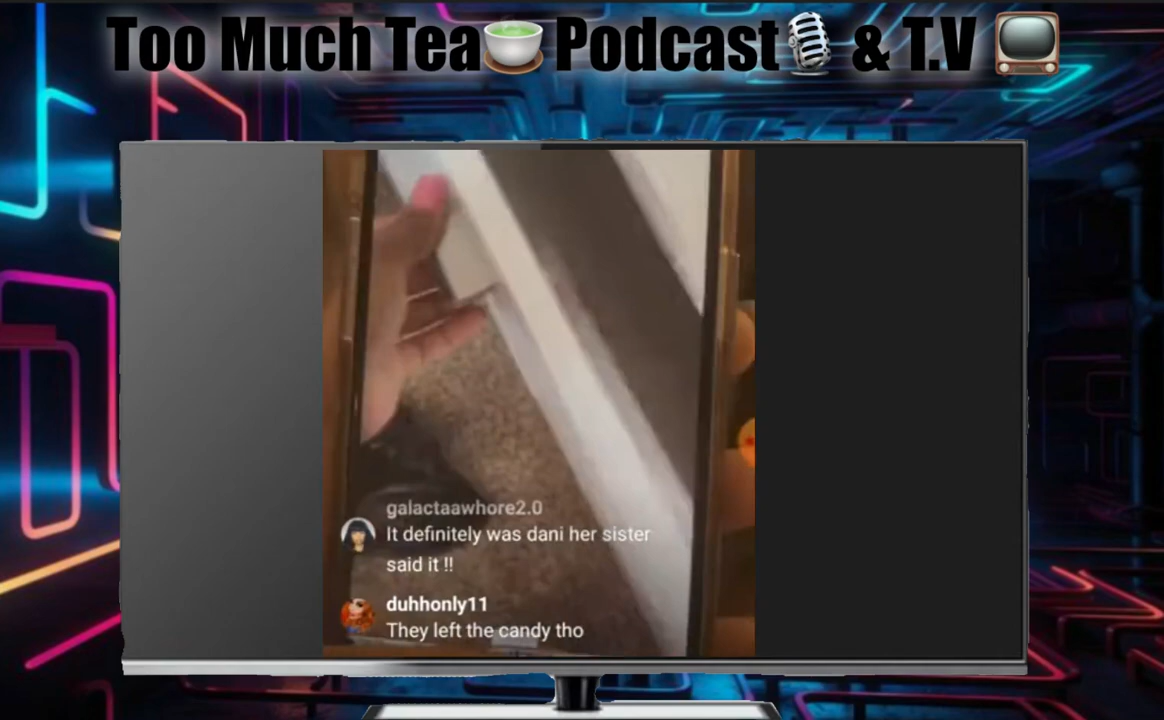 Too Much Tea🍵 Podcast🎙️ & T.V 📺
galactaawhore2.0
It definitely was dani her sister
said it !!
duhhonly11
They left the candy tho